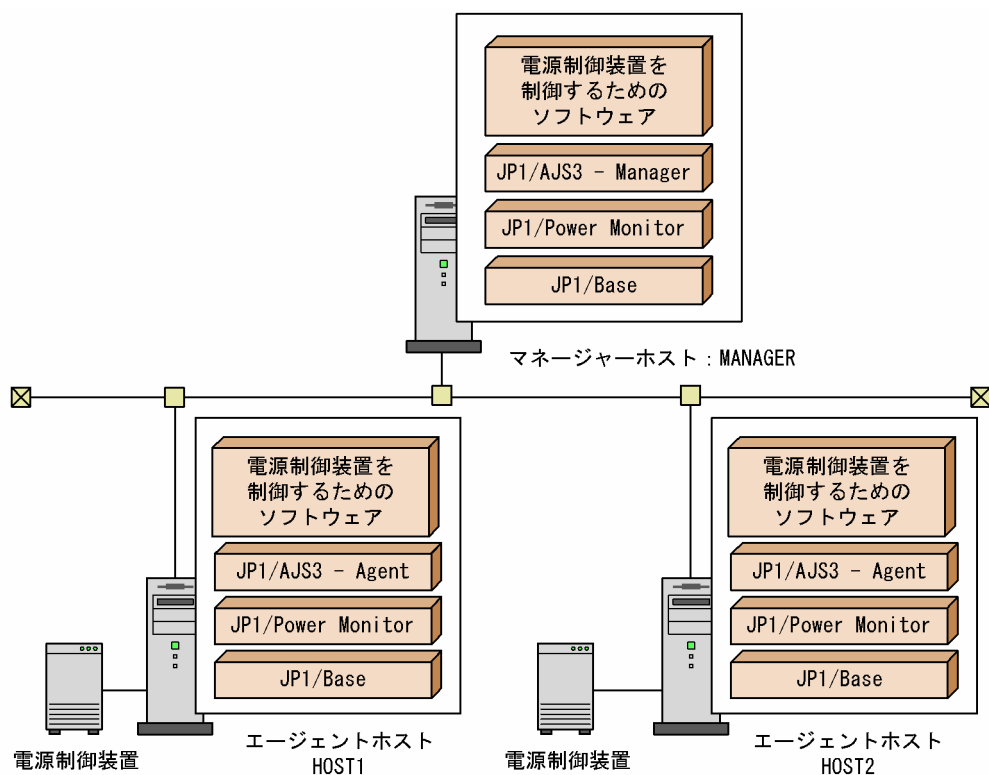 電源制御装置を
制御するための
ソフトウェア
JP1/AJS3 - Manager
JP1/Power Monitor
JP1/Base
マネージャーホスト：MANAGER
電源制御装置を
制御するための
ソフトウェア
JP1/AJS3 - Agent
JP1/Power Monitor
JP1/Base
電源制御装置
エージェントホスト
HOST1
電源制御装置を
制御するための
ソフトウェア
JP1/AJS3 - Agent
JP1/Power Monitor
JP1/Base
電源制御装置
エージェントホスト
HOST2